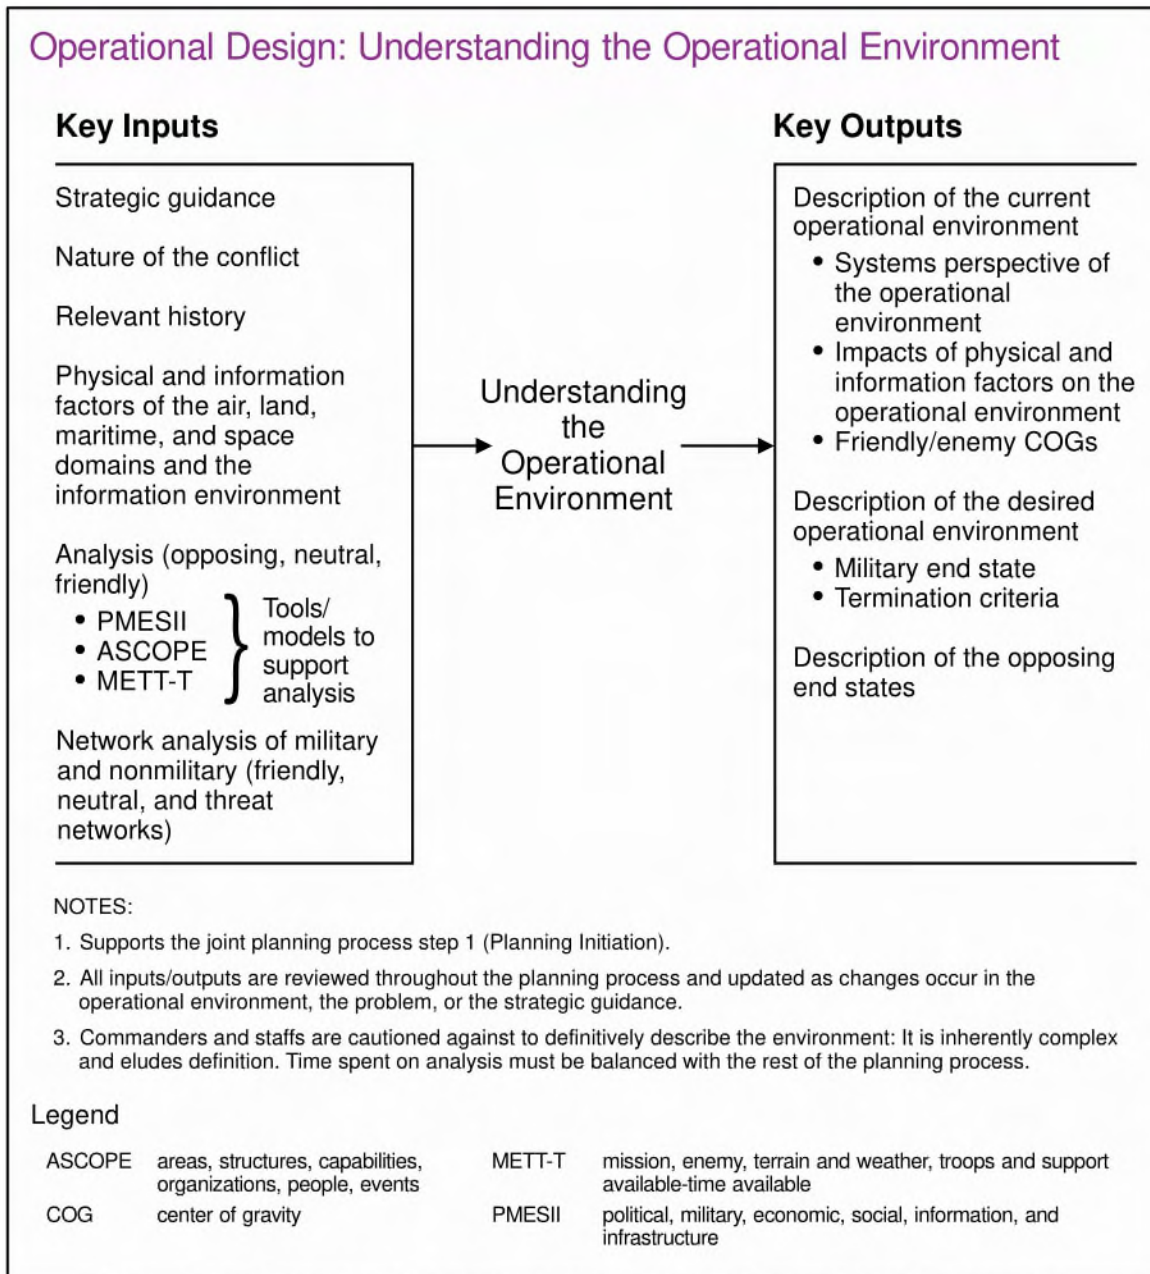 Operational Design: Understanding the Operational Environment
Key Inputs
Strategic guidance
Nature of the conflict
Relevant history
Physical and information
factors of the air, land,
maritime, and space
domains and the
information environment
Analysis (opposing, neutral,
friendly)
• PMESII
• ASCOPE
• METT-T
Tools/
models to
support
analysis
Network analysis of military
and nonmilitary (friendly,
neutral, and threat
networks)
Understanding
the
Operational
Environment
Key Outputs
Description of the current
operational environment
• Systems perspective of
the operational
environment
• Impacts of physical and
information factors on the
operational environment
• Friendly/enemy COGs
Description of the desired
operational environment
• Military end state
• Termination criteria
Description of the opposing
end states
NOTES:
1. Supports the joint planning process step 1 (Planning Initiation).
2. All inputs/outputs are reviewed throughout the planning process and updated as changes occur in the
operational environment, the problem, or the strategic guidance.
3. Commanders and staffs are cautioned against to definitively describe the environment: It is inherently complex
and eludes definition. Time spent on analysis must be balanced with the rest of the planning process.
Legend
ASCOPE areas, structures, capabilities,
organizations, people, events
COG center of gravity
METT-T mission, enemy, terrain and weather, troops and support
available-time available
PMESII political, military, economic, social, information, and
infrastructure